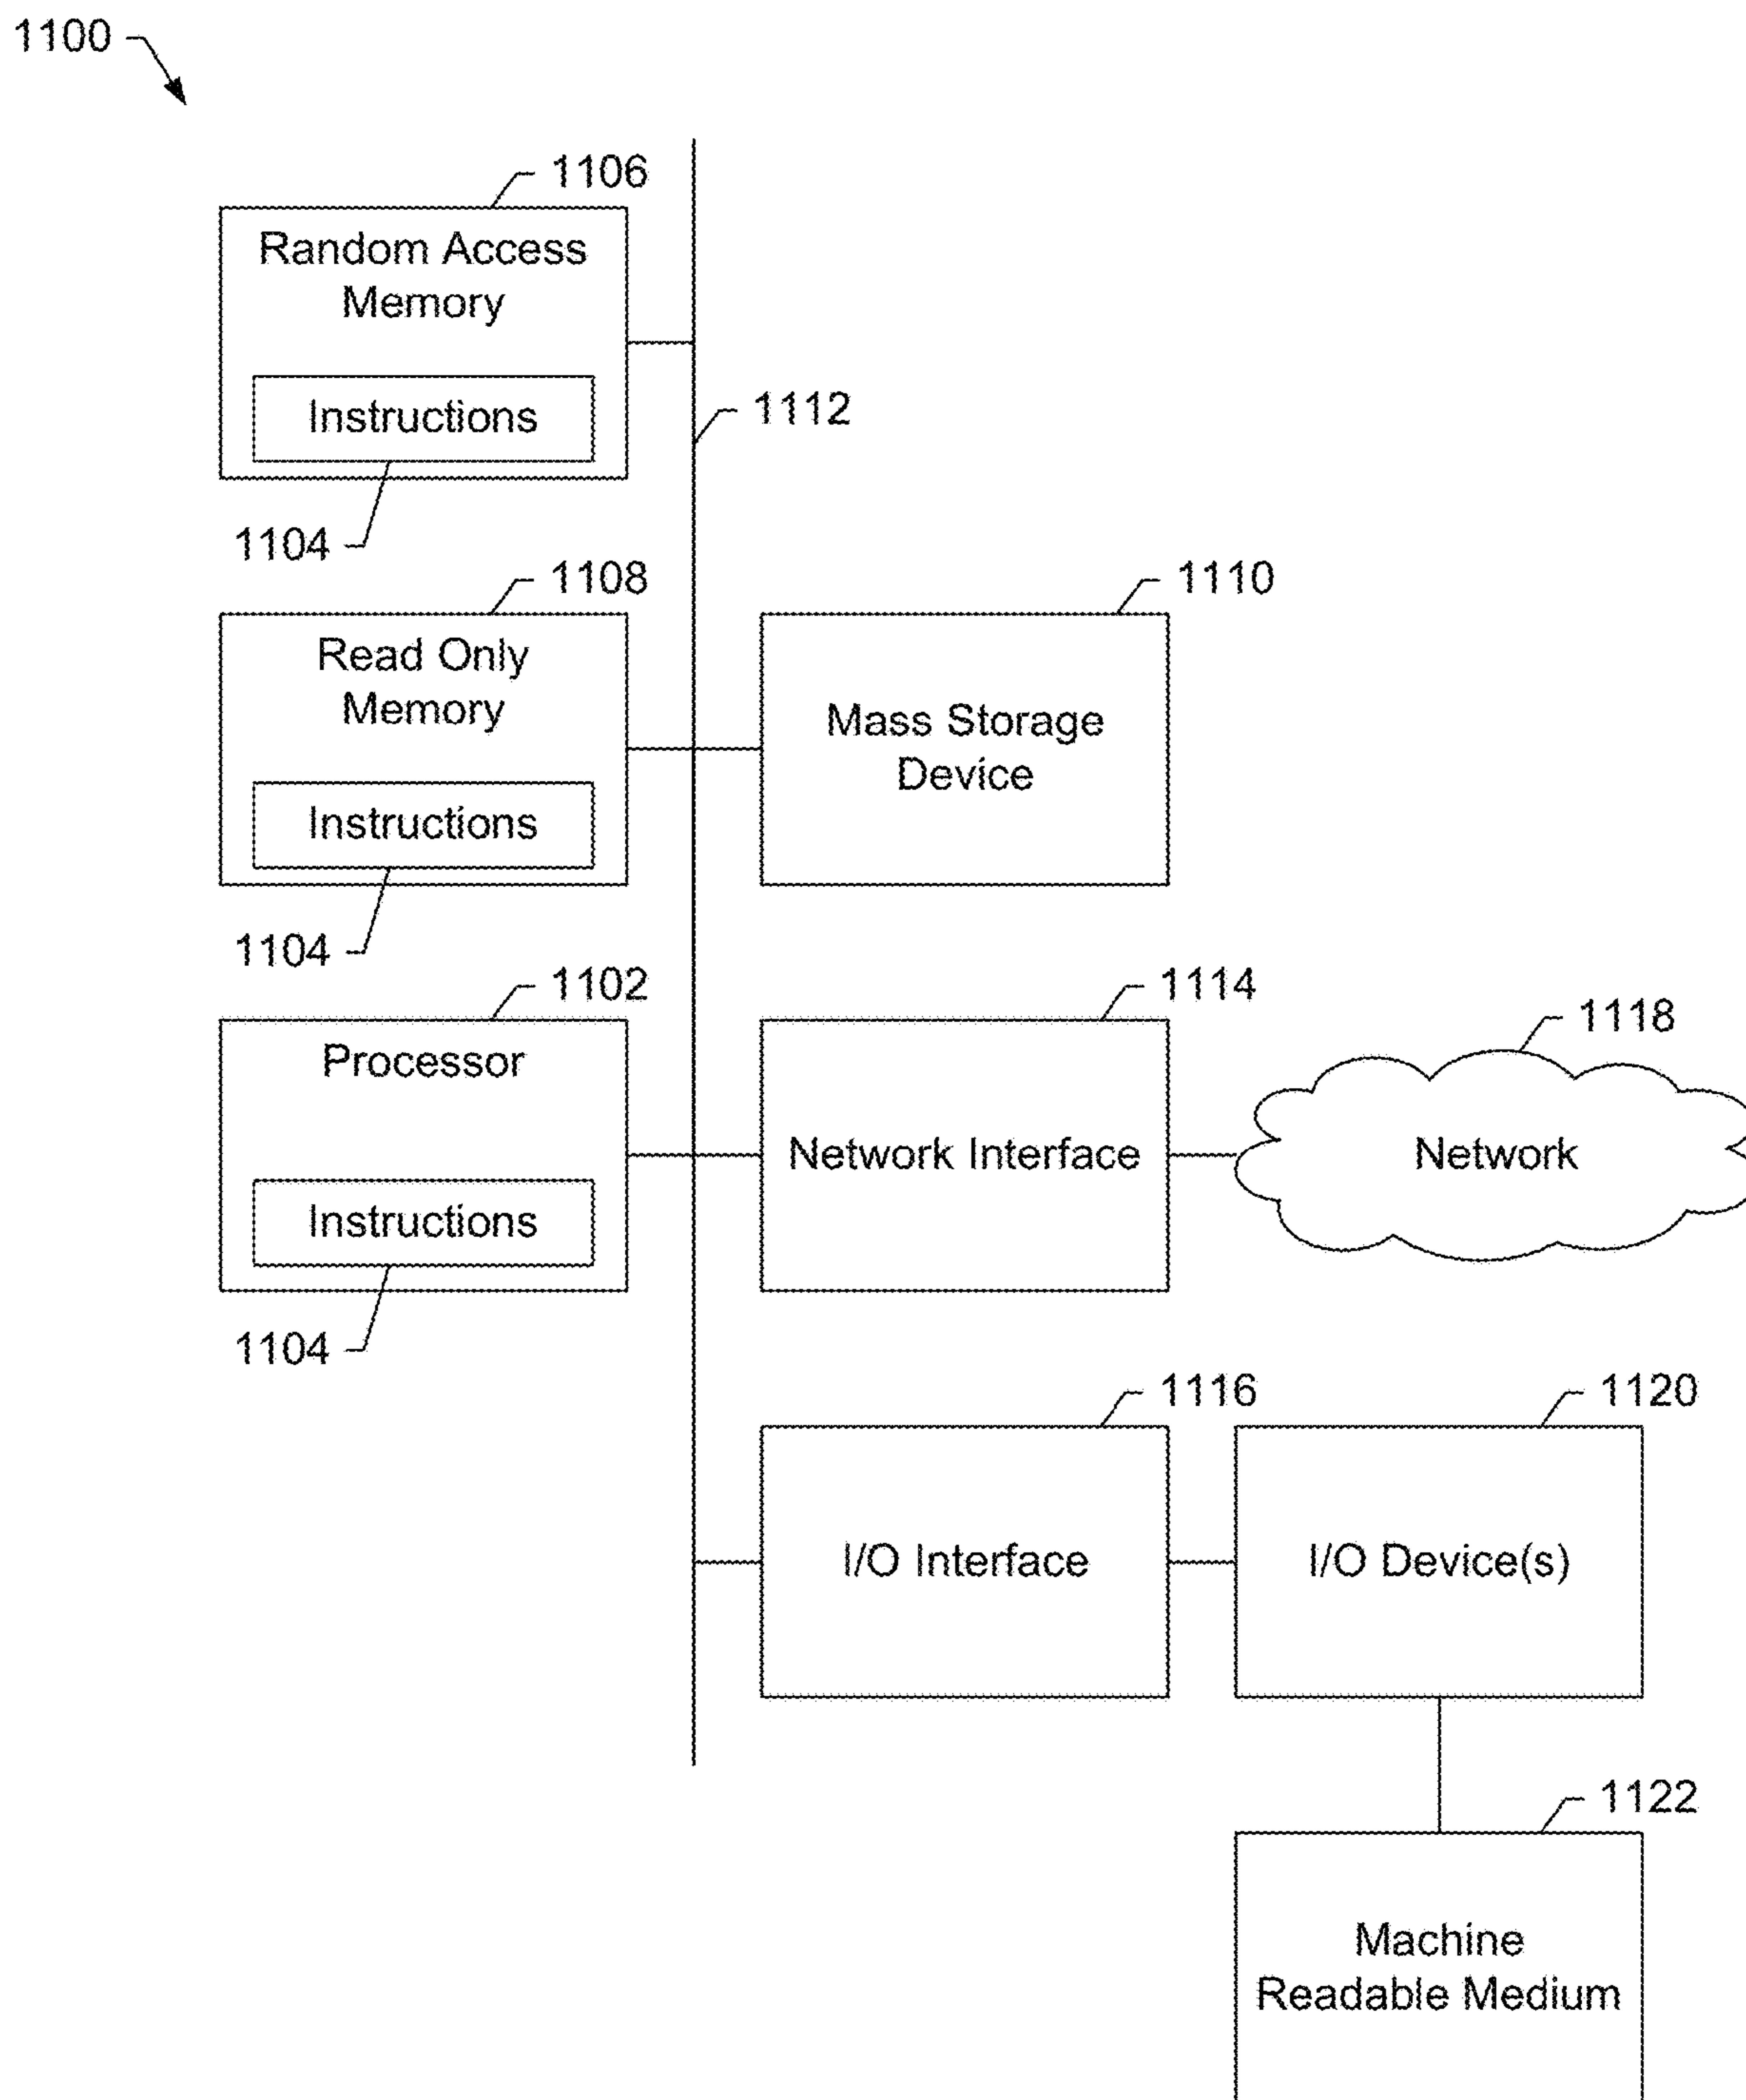 1100
1106
Random Access
Memory
Instructions
1104
1112
1108
Read Only
Memory
Instructions
1104
1110
Mass Storage
Device
1102
Processor
Instructions
1104
1114
Network Interface
1118
Network
1116
I/O Interface
1120
I/O Device(s)
1122
Machine
Readable Medium